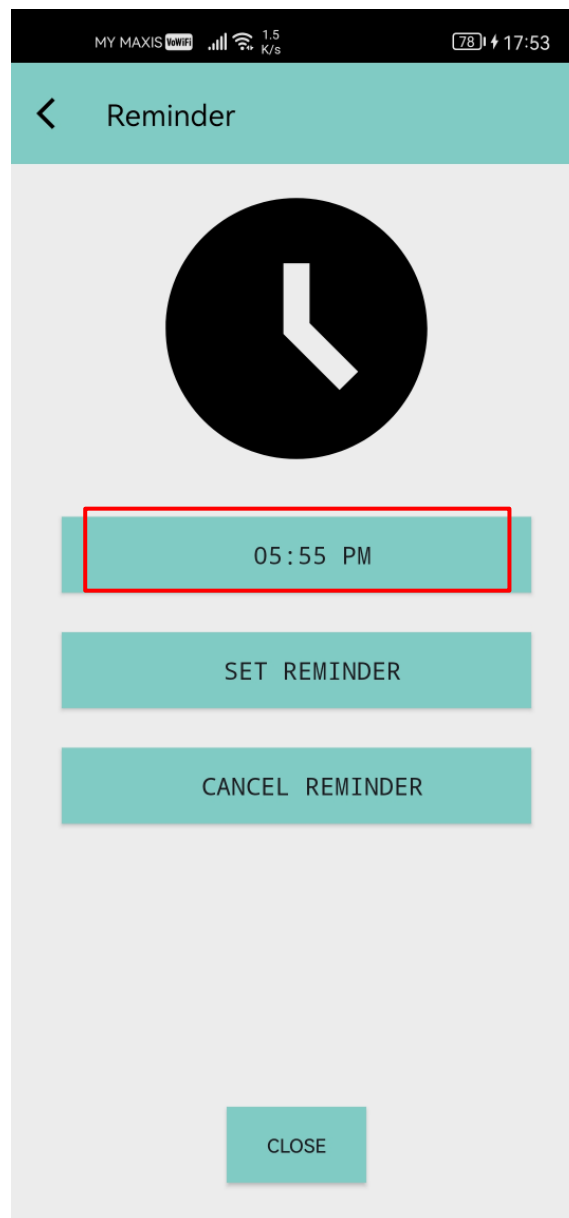 MY MAXIS VoWiFi 1.5 K/s 78 17:53
Reminder
05:55 PM
SET REMINDER
CANCEL REMINDER
CLOSE